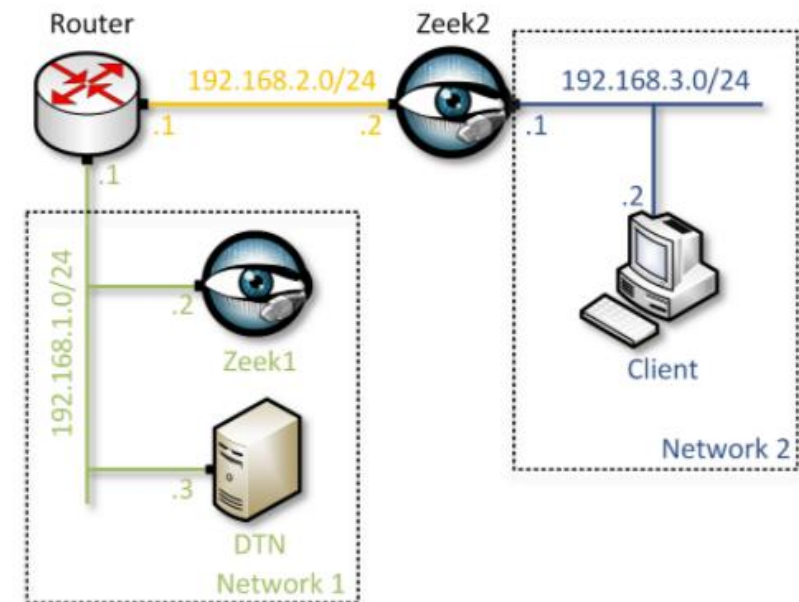 Router
Zeek2
192.168.2.0/24
192.168.3.0/24
.1
.2
.1
.1
.2
192.168.1.0/24
.2
Zeek1
Client
.3
DTN
Network 2
Network 1